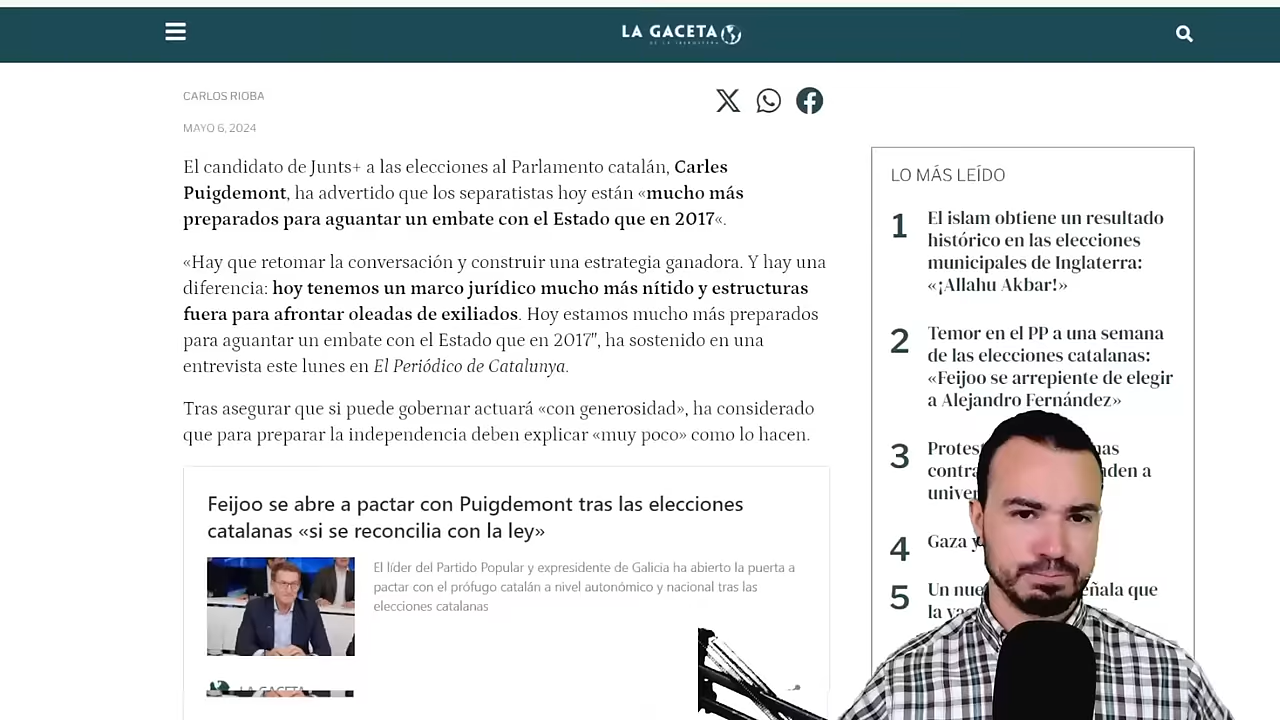 LA GACETA
DE LA IBEROSFERA
CARLOS RIOBA
MAYO 6, 2024
El candidato de Junts+ a las elecciones al Parlamento catalán, Carles
Puigdemont, ha advertido que los separatistas hoy están «mucho más
preparados para aguantar un embate con el Estado que en 2017«.
«Hay que retomar la conversación y construir una estrategia ganadora. Y hay una
diferencia: hoy tenemos un marco jurídico mucho más nítido y estructuras
fuera para afrontar oleadas de exiliados. Hoy estamos mucho más preparados
para aguantar un embate con el Estado que en 2017", ha sostenido en una
entrevista este lunes en El Periódico de Catalunya.
Tras asegurar que si puede gobernar actuará «con generosidad», ha considerado
que para preparar la independencia deben explicar «muy poco» como lo hacen.
Feijoo se abre a pactar con Puigdemont tras las elecciones
catalanas «si se reconcilia con la ley»
El líder del Partido Popular y expresidente de Galicia ha abierto la puerta a
pactar con el prófugo catalán a nivel autonómico y nacional tras las
elecciones catalanas
LA GACETA
LO MÁS LEÍDO
1
El islam obtiene un resultado
histórico en las elecciones
municipales de Inglaterra:
«¡Allahu Akbar!»
2
Temor en el PP a una semana
de las elecciones catalanas:
«Feijoo se arrepiente de elegir
a Alejandro Fernández»
3
4
Gaza y
5
Un
la